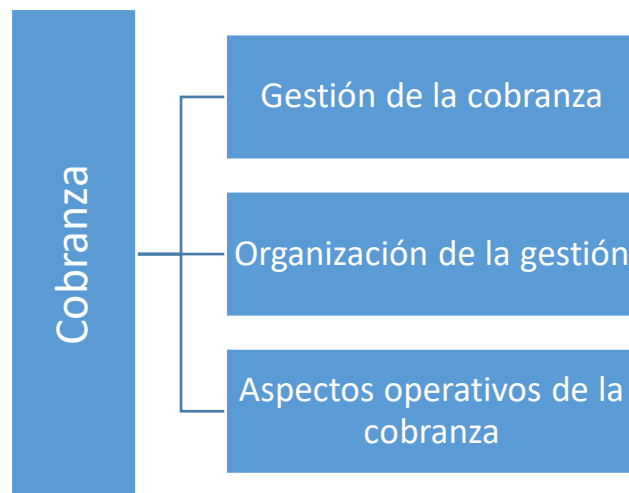 Cobranza
Gestión de la cobranza
Organización de la gestión
Aspectos operativos de la
cobranza